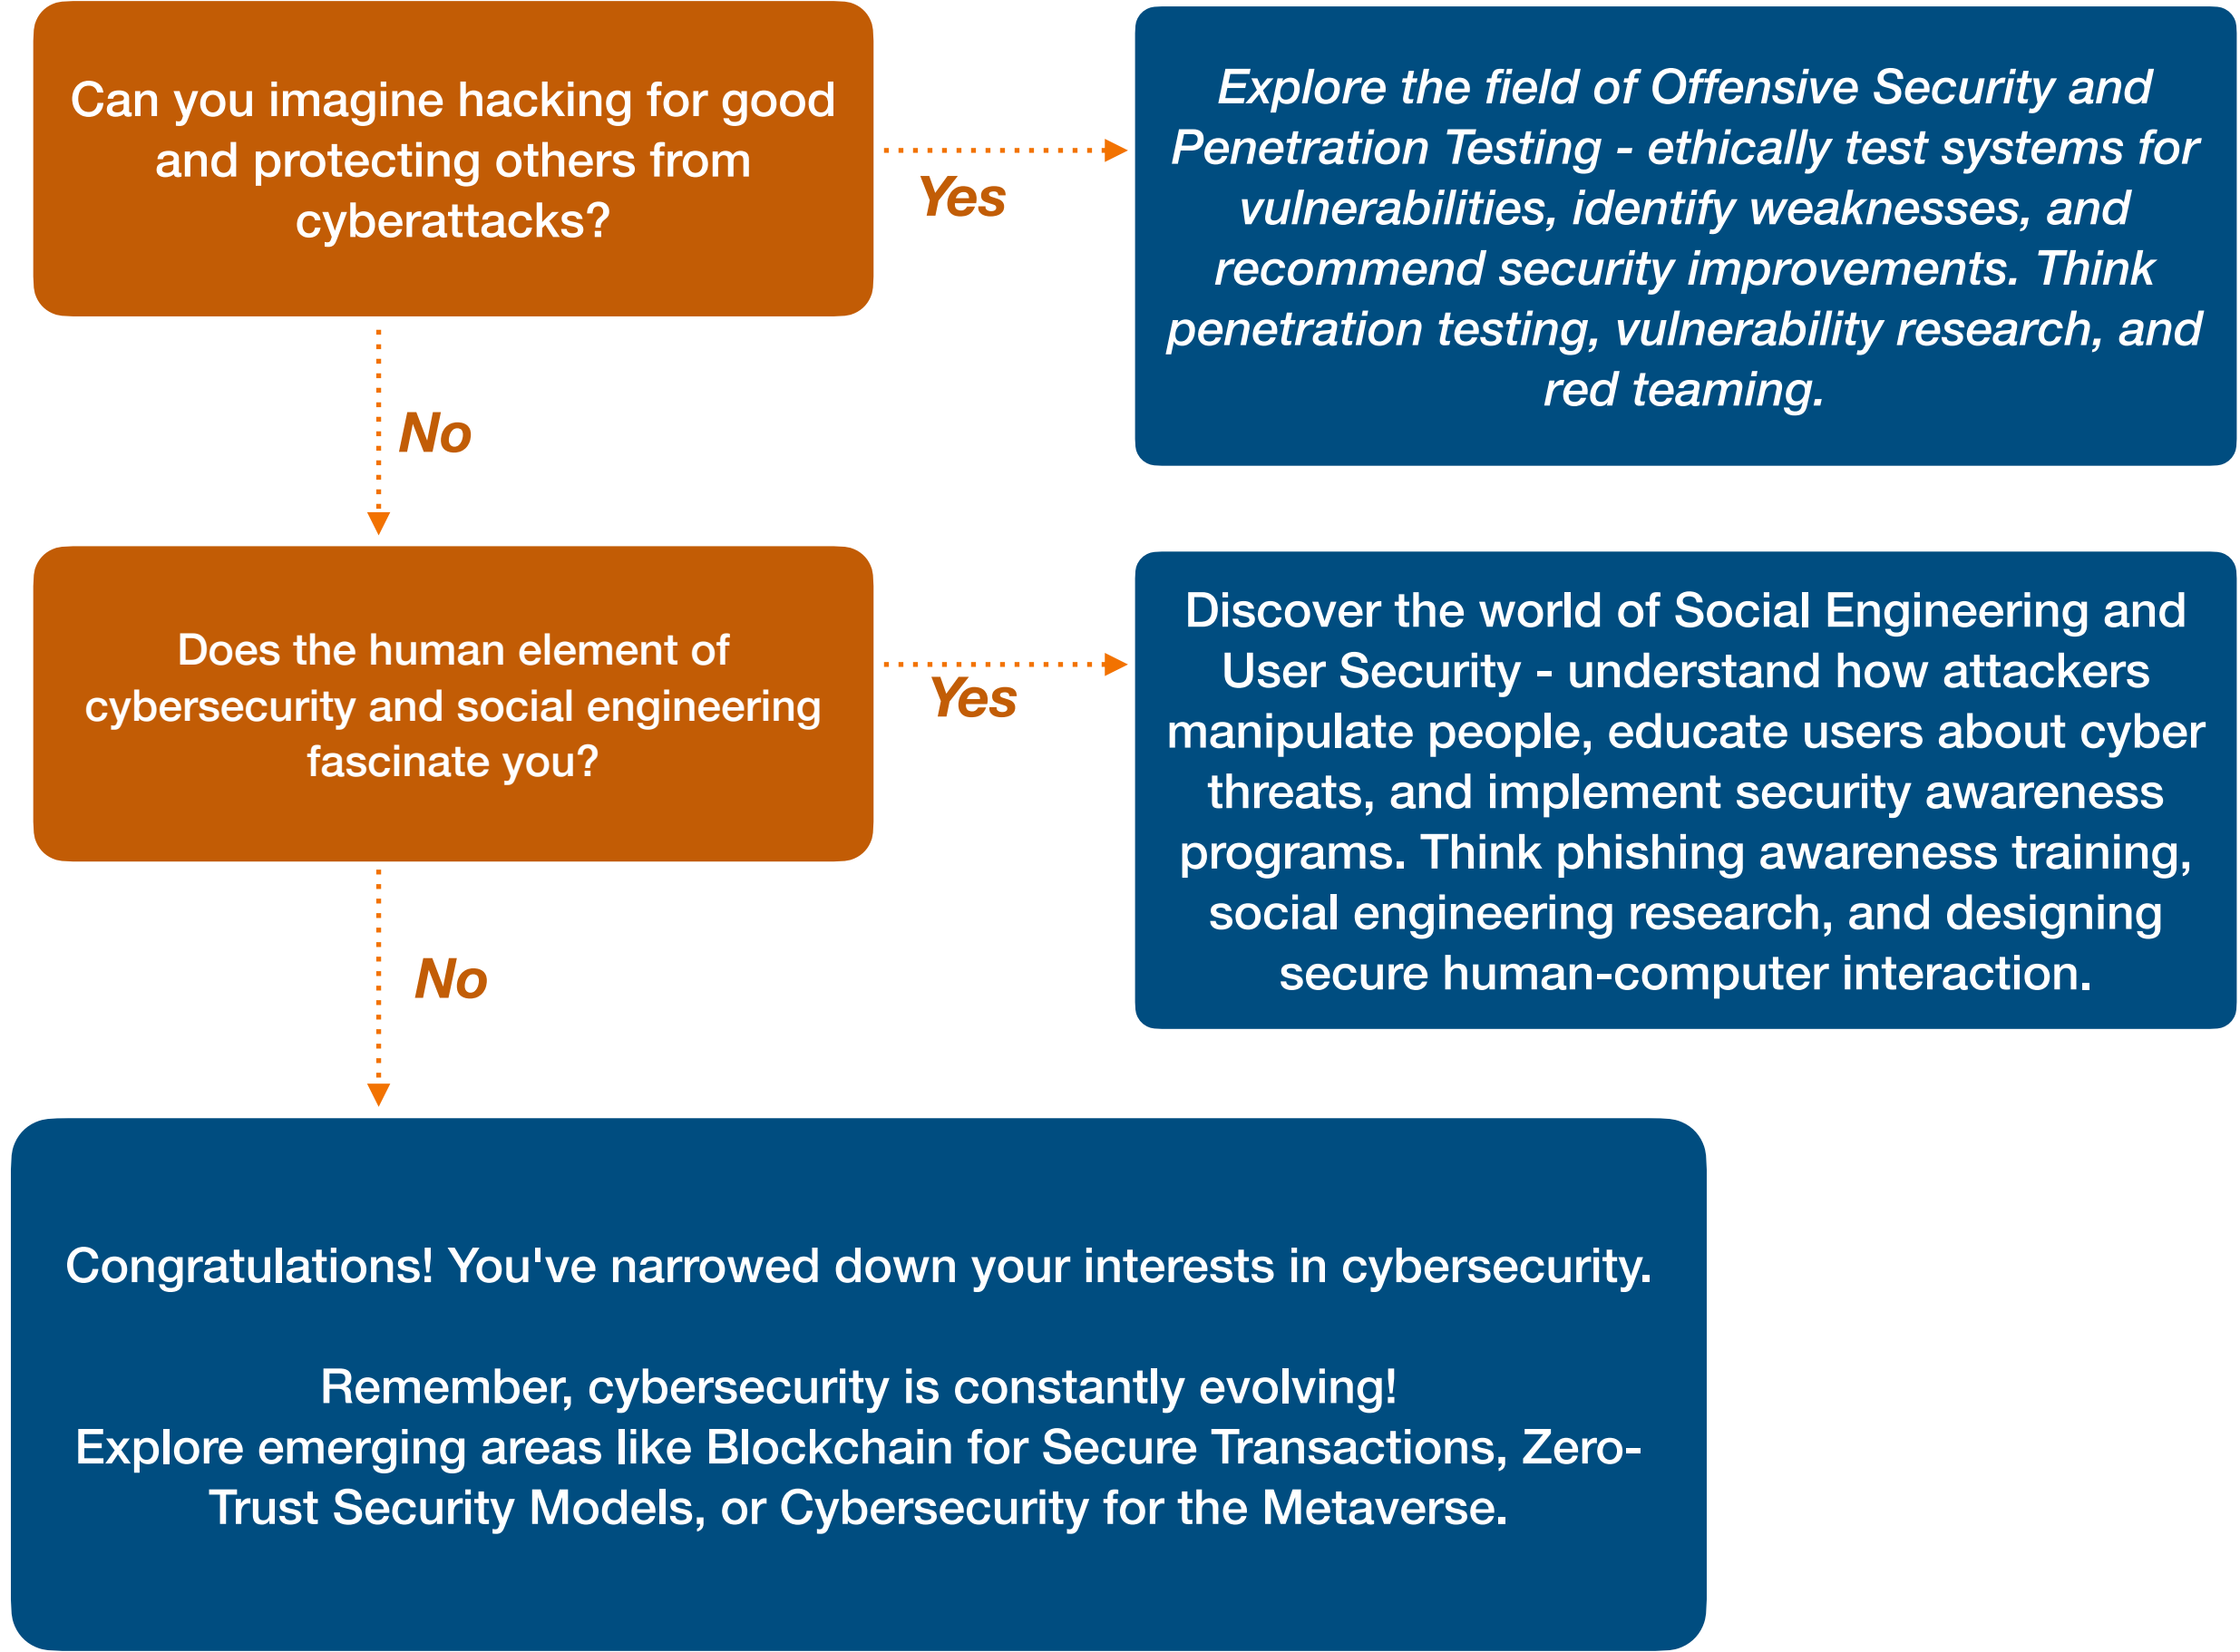 Can you imagine hacking for good
and protecting others from
cyberattacks?
Yes
Explore the field of Offensive Security and
Penetration Testing - ethically test systems for
vulnerabilities, identify weaknesses, and
recommend security improvements. Think
penetration testing, vulnerability research, and
red teaming.
No
Does the human element of
cybersecurity and social engineering
fascinate you?
Yes
Discover the world of Social Engineering and
User Security - understand how attackers
manipulate people, educate users about cyber
threats, and implement security awareness
programs. Think phishing awareness training,
social engineering research, and designing
secure human-computer interaction.
No
Congratulations! You've narrowed down your interests in cybersecurity.
Remember, cybersecurity is constantly evolving!
Explore emerging areas like Blockchain for Secure Transactions, Zero-
Trust Security Models, or Cybersecurity for the Metaverse.